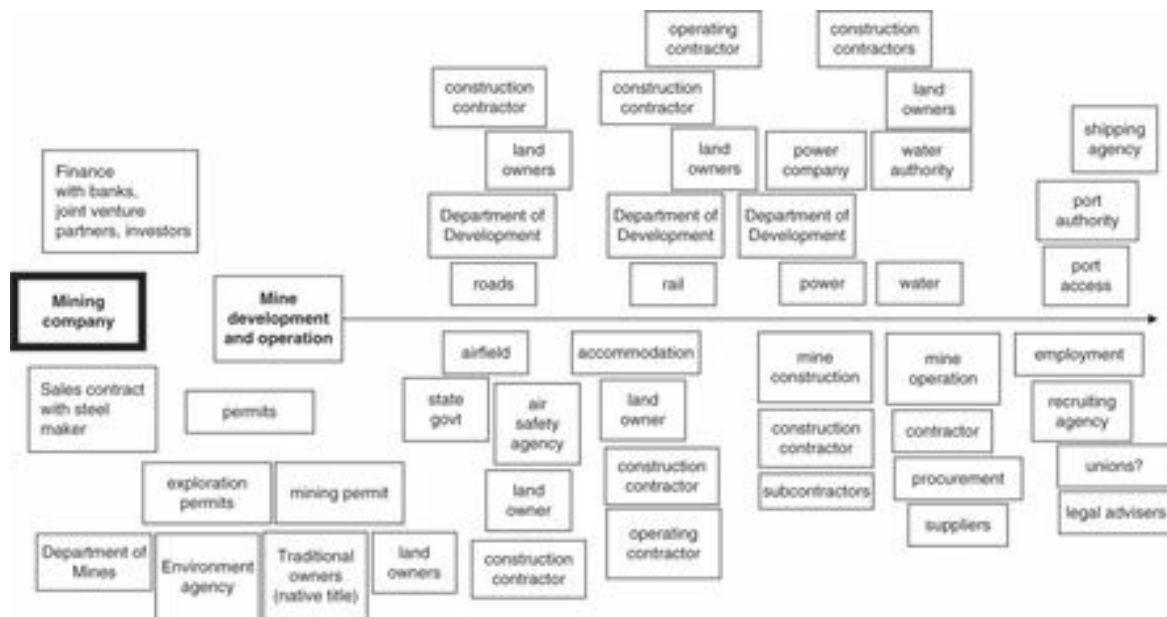 operating
contractor
construction
contractors
construction
contractor
construction
contractor
land
owners
shipping
agency
land
owners
land
owners
power
company
water
authority
Finance
with banks,
joint venture
partners, investors
port
authority
Department of
Development
Department of
Development
Department of
Development
port
access
roads
rail
power
water
Mining
company
Mine
development
and operation
airfield
accommodation
mine
construction
mine
operation
employment
Sales contract
with steel
maker
permits
state
govt
air
safety
agency
land
owner
construction
contractor
contractor
recruiting
agency
exploration
permits
mining permit
land
owner
construction
contractor
subcontractors
procurement
unions?
suppliers
legal advisers
Department of
Mines
Environment
agency
Traditional
owners
(native title)
land
owners
construction
contractor
operating
contractor